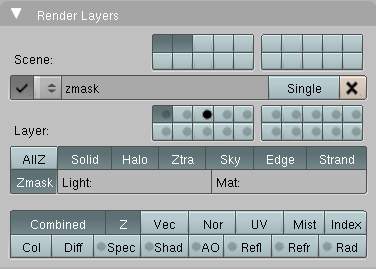 Render Layers
Scene:
zmask Single
Layer:
AllZ Solid Halo Ztra Sky Edge Strand
Zmask Light: Mat:
Combined Z Vec Nor UV Mist Index
Col Diff Spec Shad AO Refl Refr Rad